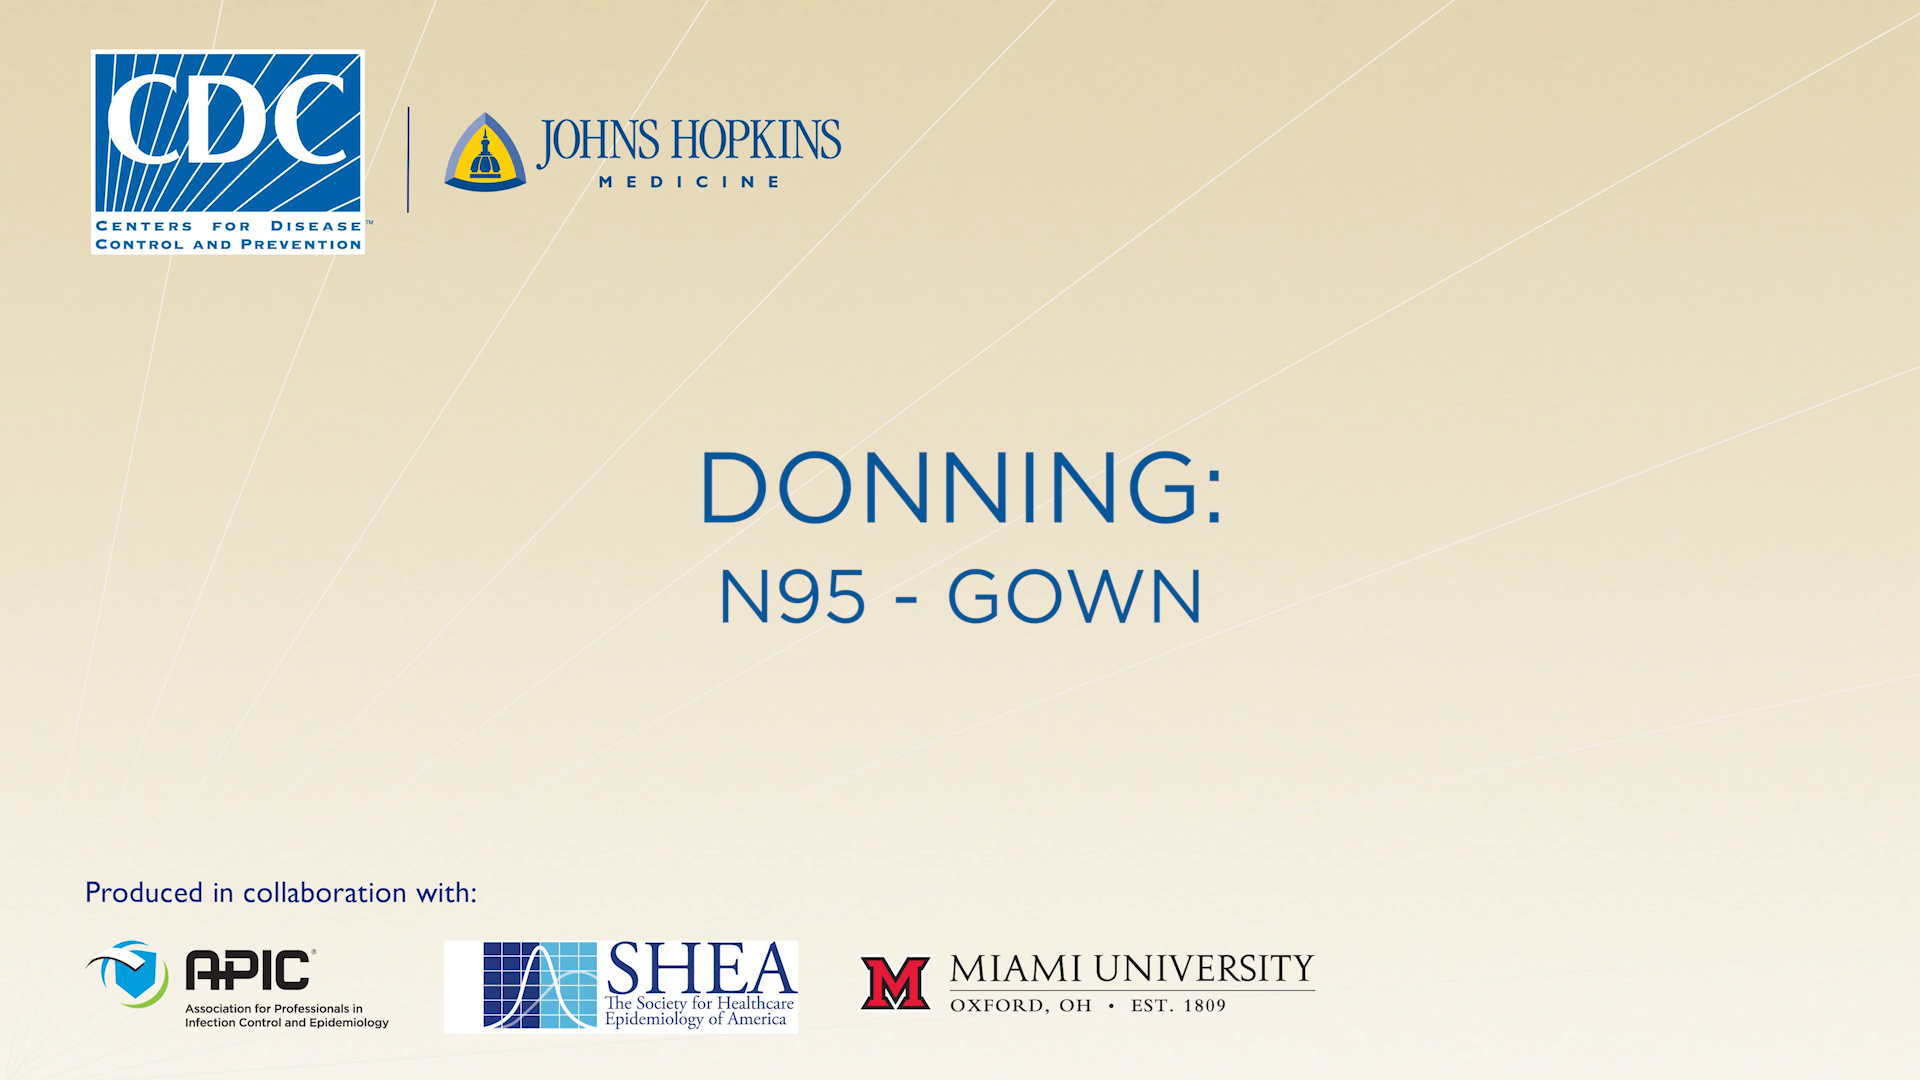 CDC
CENTERS FOR DISEASE™
CONTROL AND PREVENTION
JOHNS HOPKINS
MEDICINE
DONNING:
N95 - GOWN
Produced in collaboration with:
APIC®
Association for Professionals in
Infection Control and Epidemiology
SHEA
The Society for Healthcare
Epidemiology of America
M
MIAMI UNIVERSITY
OXFORD, OH • EST. 1809